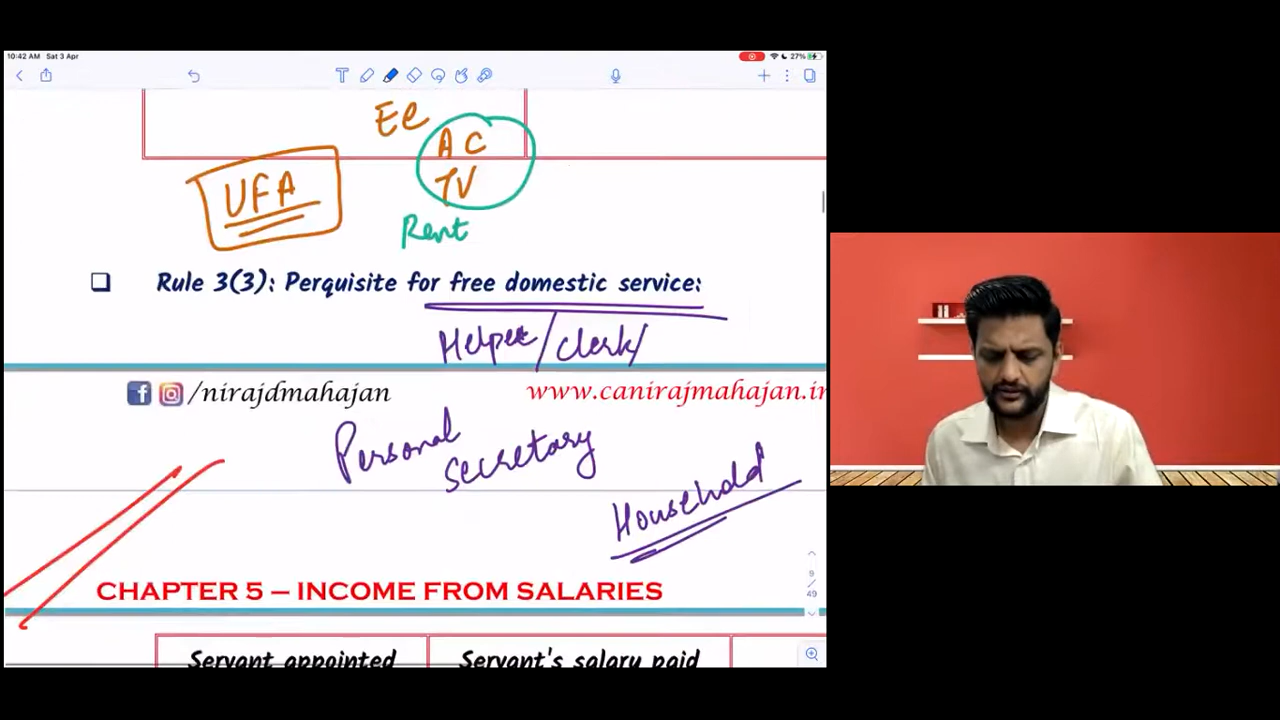 10:42 AM Sat 3 Apr
27%
T
Ee
A C
TV
UFA
Rent
Rule 3(3): Perquisite for free domestic service:
Helper/clerk/
/nirajdmahajan
www.canirajmahajan.in
Personal
Secretary
Household
9
/
49
CHAPTER 5 – INCOME FROM SALARIES
Servant appointed
Servant's salary paid